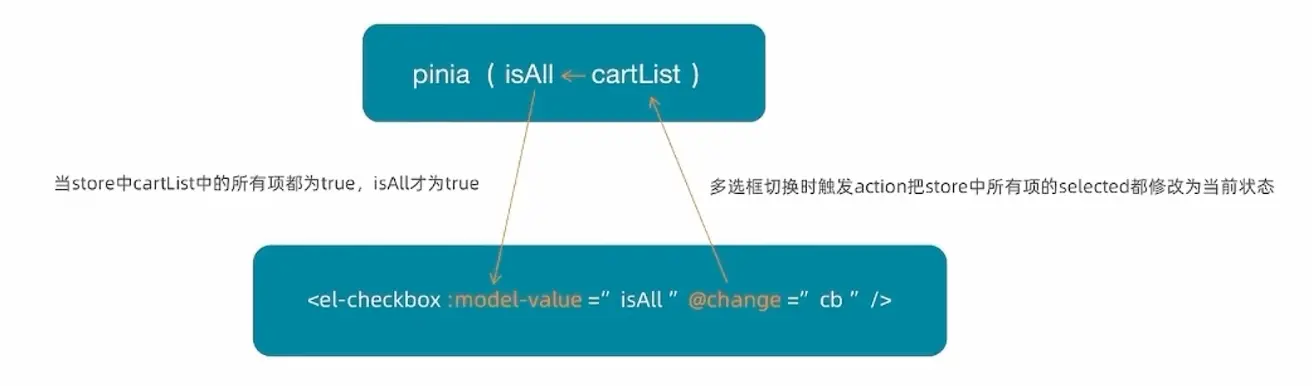 pinia ( isAll ← cartList )
当store中cartList中的所有项都为true，isAll才为true
多选框切换时触发action把store中所有项的selected都修改为当前状态
<el-checkbox :model-value =” isAll ” @change =” cb ” />